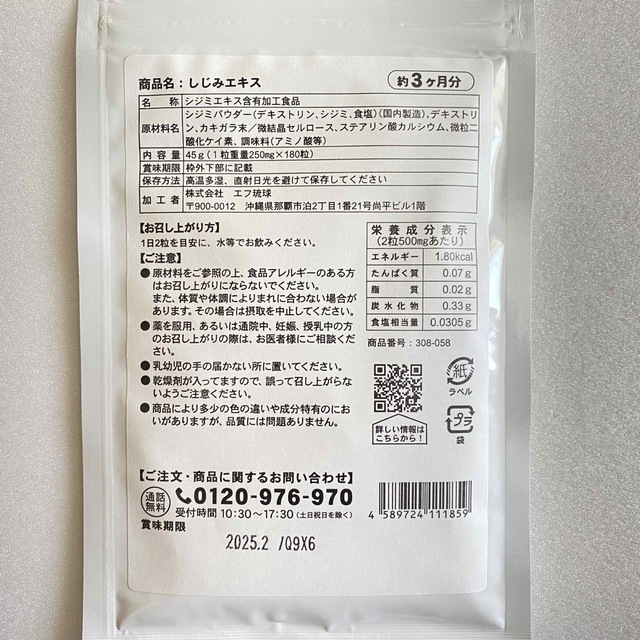 商品名：しじみエキス
約3ヶ月分
名 称 シジミエキス含有加工食品
原材料名 シジミパウダー(デキストリン、シジミ、食塩)(国内製造)、デキストリ
ン、カキガラ末／微結晶セルロース、ステアリン酸カルシウム、微粒二
酸化ケイ素、調味料(アミノ酸等)
内 容 量 45g(1粒重量250mg×180粒)
賞味期限 枠外下部に記載
保存方法 高温多湿、直射日光を避けて保存してください
加 工 者 株式会社 エフ琉球
〒900-0012 沖縄県那覇市泊2丁目1番21号尚平ビル1階
【お召し上がり方】
1日2粒を目安に、水等でお飲みください。
【ご注意】
●原材料をご参照の上、食品アレルギーのある方
はお召し上がりにならないでください。
また、体質や体調によりまれに合わない場合が
あります。その場合は摂取を中止してください。
●薬を服用、あるいは通院中、妊娠、授乳中の方
のお召し上がりの際は、お医者様にご相談くだ
さい。
●乳幼児の手の届かない所に置いてください。
●乾燥剤が入ってますので、誤って召し上がらな
いようご注意ください。
●商品により多少の色の違いや成分特有のにお
いがありますが、品質には問題ありません。
栄養成分表示
(2粒500mgあたり)
エネルギー 1.80kcal
たんぱく質 0.07g
脂 質 0.02g
炭水化物 0.33g
食塩相当量 0.0305g
商品番号：308-058
詳しい情報は
こちらから！
紙
ラベル
プラ
袋
【ご注文・商品に関するお問い合わせ】
通話無料 0120-976-970
受付時間 10:30～17:30(土日祝日を除く)
賞味期限
2025.2 /Q9X6
4 589724 111859